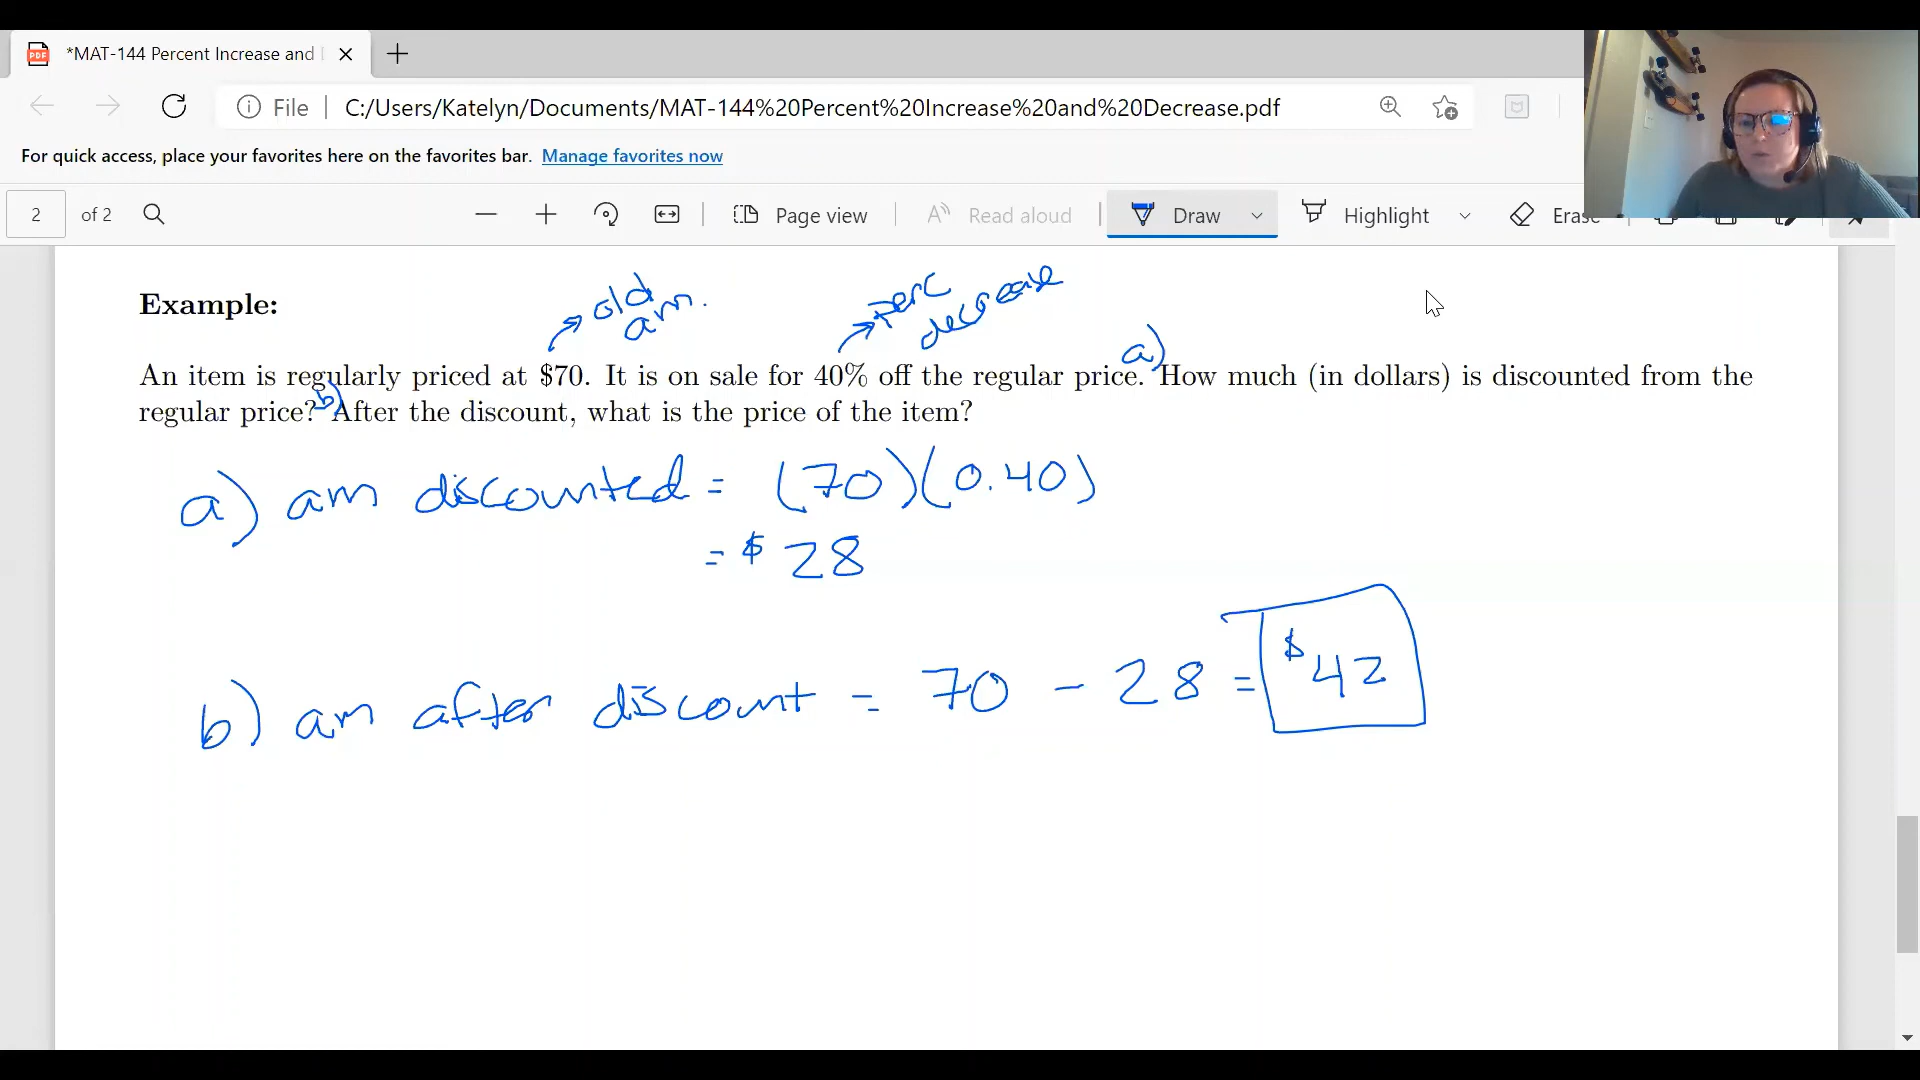 *MAT-144 Percent Increase and
File C:/Users/Katelyn/Documents/MAT-144%20Percent%20Increase%20and%20Decrease.pdf
For quick access, place your favorites here on the favorites bar. Manage favorites now
2 of 2 Page view Read aloud Draw Highlight Erase
old am.
perc decrease
Example:
a)
An item is regularly priced at $70. It is on sale for 40% off the regular price. How much (in dollars) is discounted from the
b)
regular price? After the discount, what is the price of the item?
a) am discounted = (70)(0.40)
= $28
b) am after discount = 70 - 28 = $42